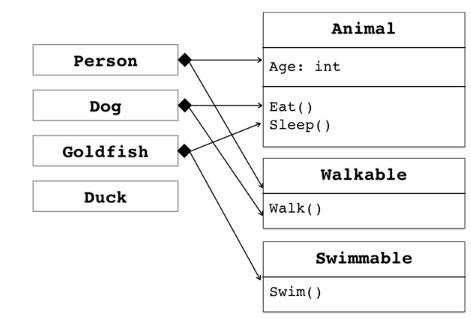 Person
Dog
Goldfish
Duck
Animal
Age: int
Eat()
Sleep()
Walkable
Walk()
Swimmable
Swim()